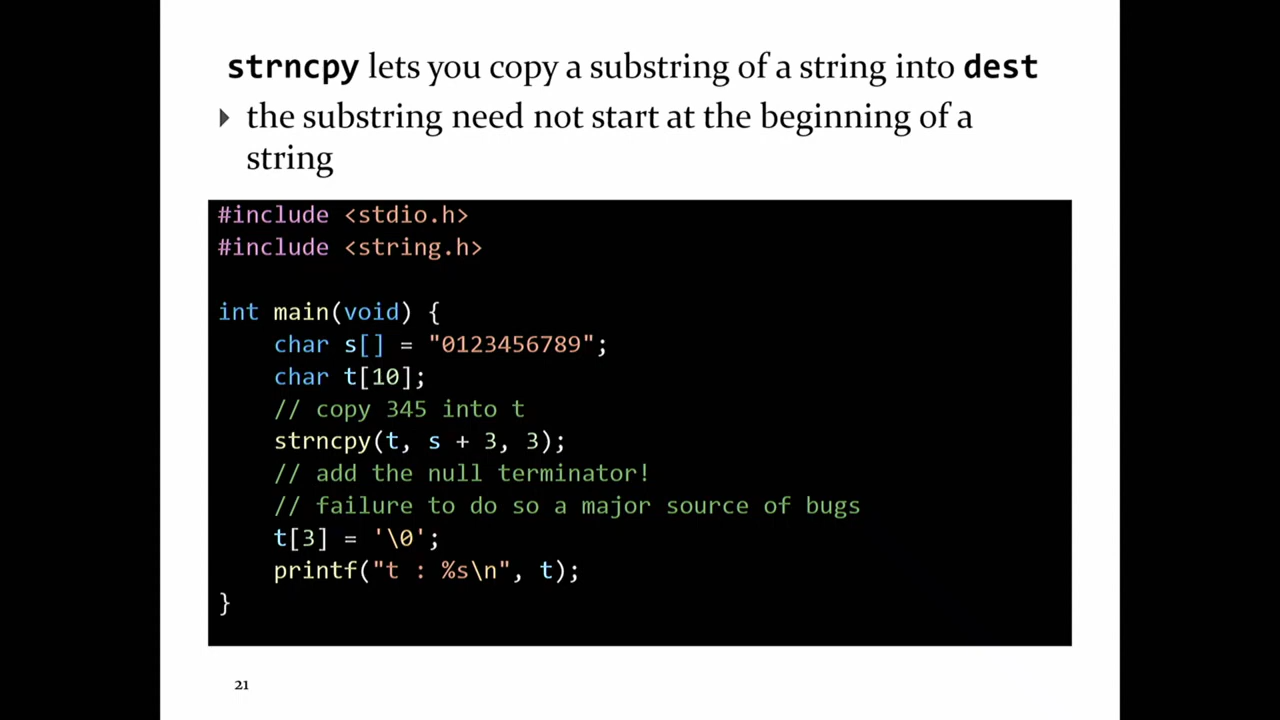 strncpy lets you copy a substring of a string into dest
the substring need not start at the beginning of a
string
#include <stdio.h>
#include <string.h>
int main(void) {
    char s[] = "0123456789";
    char t[10];
    // copy 345 into t
    strncpy(t, s + 3, 3);
    // add the null terminator!
    // failure to do so a major source of bugs
    t[3] = '\0';
    printf("t : %s\n", t);
}
21